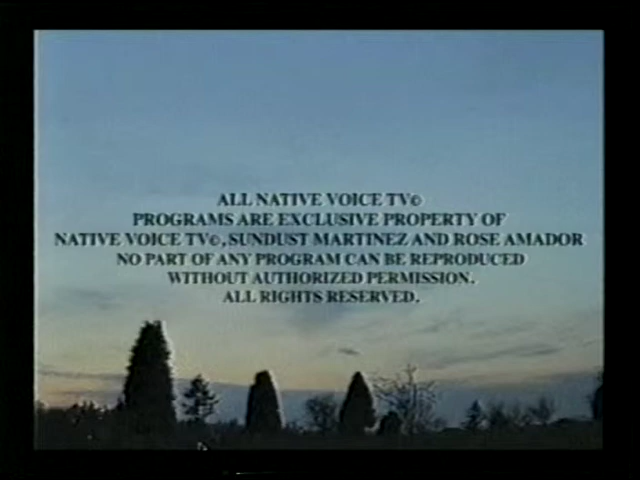 ALL NATIVE VOICE TV©
PROGRAMS ARE EXCLUSIVE PROPERTY OF
NATIVE VOICE TV©, SUNDUST MARTINEZ AND ROSE AMADOR
NO PART OF ANY PROGRAM CAN BE REPRODUCED
WITHOUT AUTHORIZED PERMISSION.
ALL RIGHTS RESERVED.